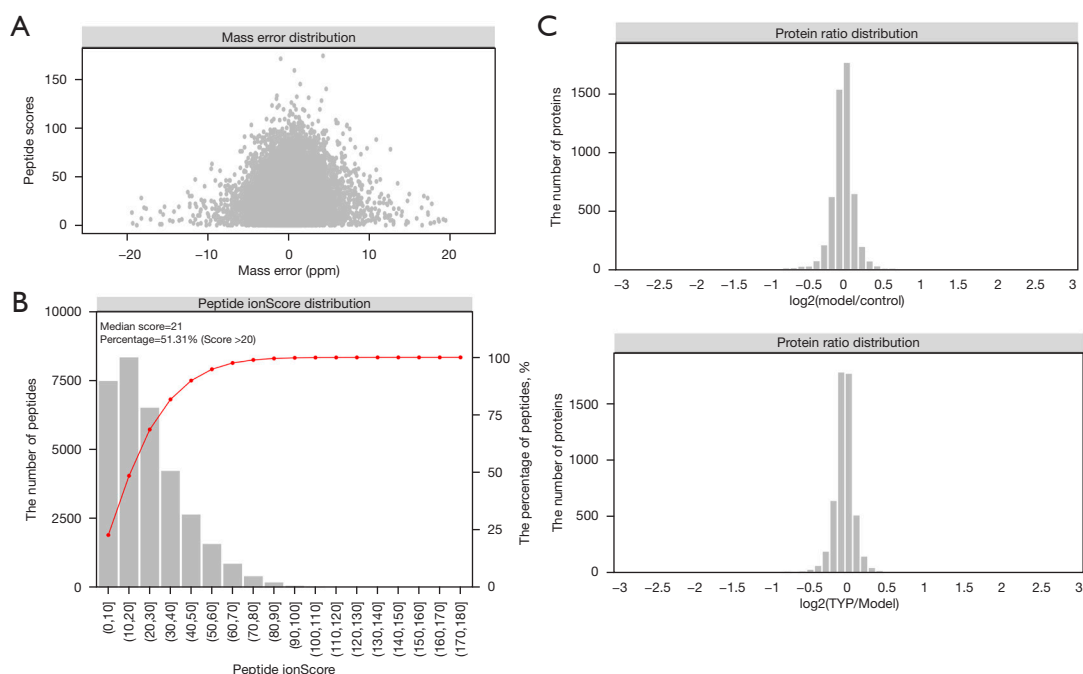 A
Mass error distribution
Peptide scores
150
100
50
0
−20
−10
0
10
20
Mass error (ppm)
B
Peptide ionScore distribution
Median score=21
Percentage=51.31% (Score >20)
The number of peptides
10000
7500
5000
2500
0
The percentage of peptides, %
100
75
50
25
0
(0,10]
(10,20]
(20,30]
(30,40]
(40,50]
(50,60]
(60,70]
(70,80]
(80,90]
(90,100]
(100,110]
(110,120]
(120,130]
(130,140]
(140,150]
(150,160]
(160,170]
(170,180]
Peptide ionScore
C
Protein ratio distribution
The number of proteins
1500
1000
500
0
−3 −2.5 −2 −1.5 −1 −0.5 0 0.5 1 1.5 2 2.5 3
log2(model/control)
Protein ratio distribution
The number of proteins
1500
1000
500
0
−3 −2.5 −2 −1.5 −1 −0.5 0 0.5 1 1.5 2 2.5 3
log2(TYP/Model)